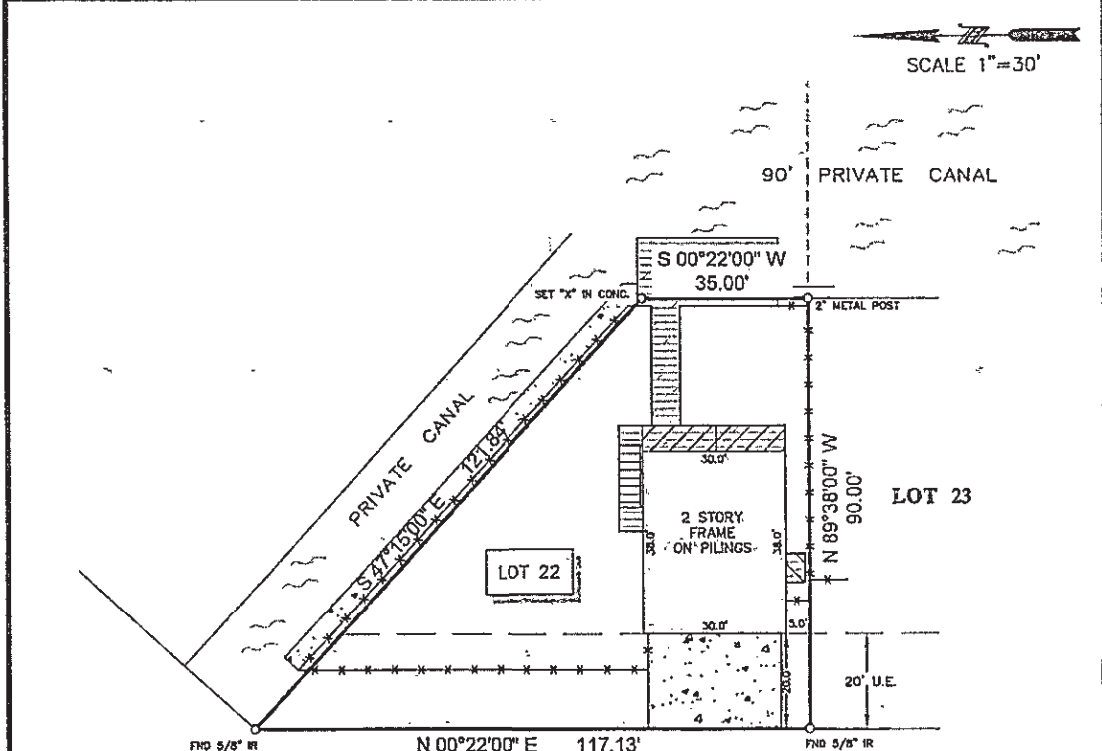 SCALE 1"=30'
90' PRIVATE CANAL
S 00°22'00" W
35.00'
SET "X" IN CONC.
2" METAL POST
PRIVATE CANAL
S 47°15'00" E 121.84'
N 89°38'00" W
90.00'
LOT 23
30.0'
2 STORY
FRAME
ON PILINGS
38.0'
38.0'
LOT 22
30.0'
5.0'
20.0'
20' U.E.
FND 5/8" IR
N 00°22'00" E 117.13'
FND 5/8" IR